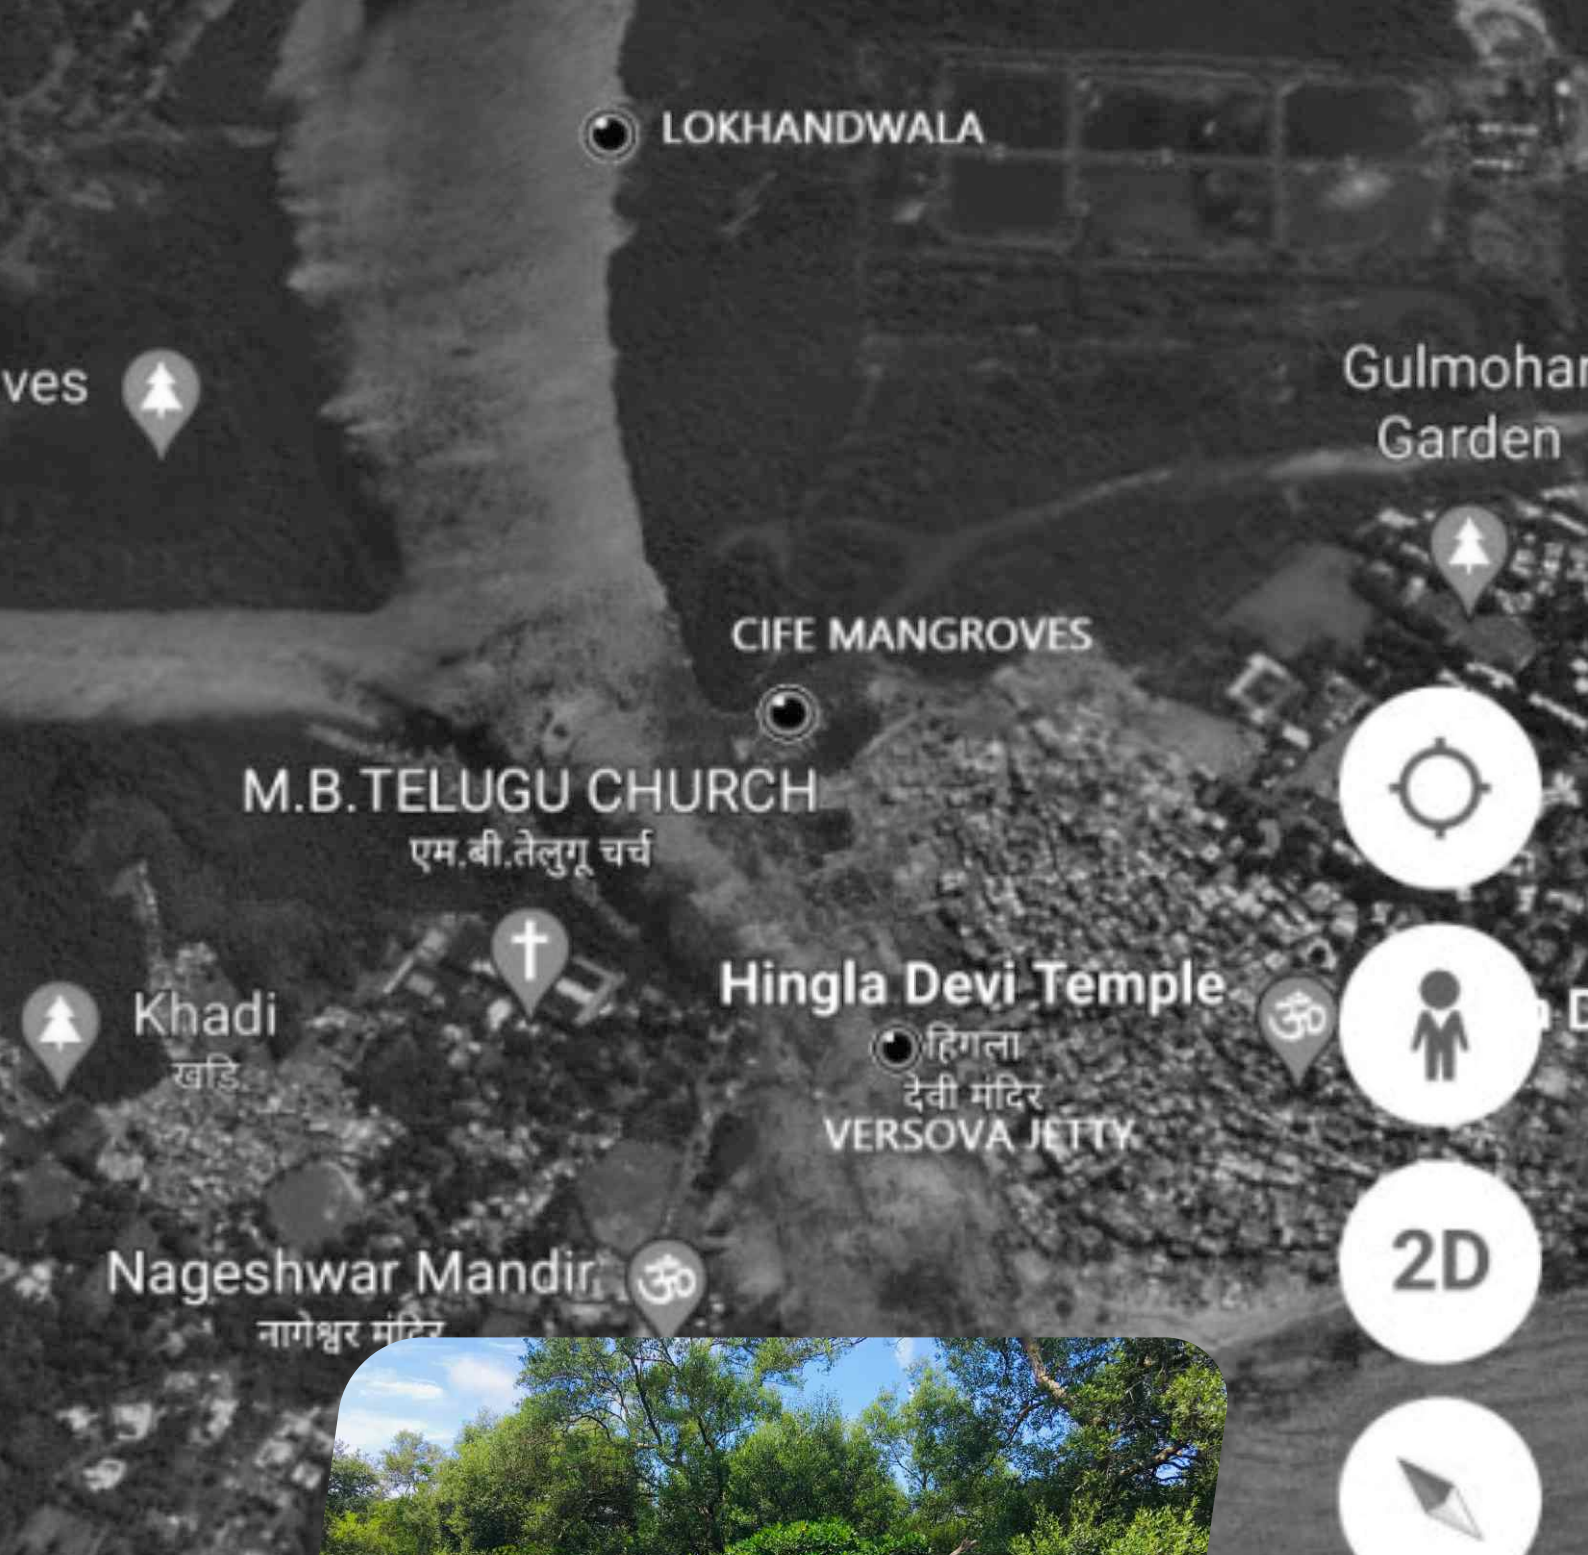 LOKHANDWALA
ves
Gulmohar
Garden
CIFE MANGROVES
M.B.TELUGU CHURCH
एम.बी.तेलुगू चर्च
Hingla Devi Temple
हिंगला
देवी मंदिर
VERSOVA JETTY
Khadi
खाडि
2D
Nageshwar Mandir
नागेश्वर मंदिर